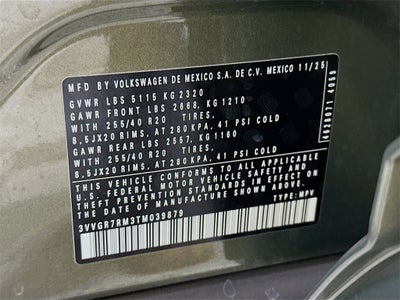 MFD BY VOLKSWAGEN DE MEXICO S.A. DE C.V. MEXICO 11/25
GVWR LBS 5115 KG 2320
GAWR FRONT LBS 2668, KG1210
WITH 255/40 R20 TIRES,
8,5JX20 RIMS, AT 280 KPA, 41 PSI COLD
GAWR REAR LBS 2557, KG 1160
WITH 255/40 R20 TIRES,
8,5JX20 RIMS, AT 280 KPA, 41 PSI COLD
THIS VEHICLE CONFORMS TO ALL APPLICABLE
U.S. FEDERAL MOTOR VEHICLE SAFETY AND
THEFT PREVENTION STANDARDS IN EFFECT ON
THE DATE OF MANUFACTURE SHOWN ABOVE.
3VVGR7RM3TM039879
TYPE: MPV